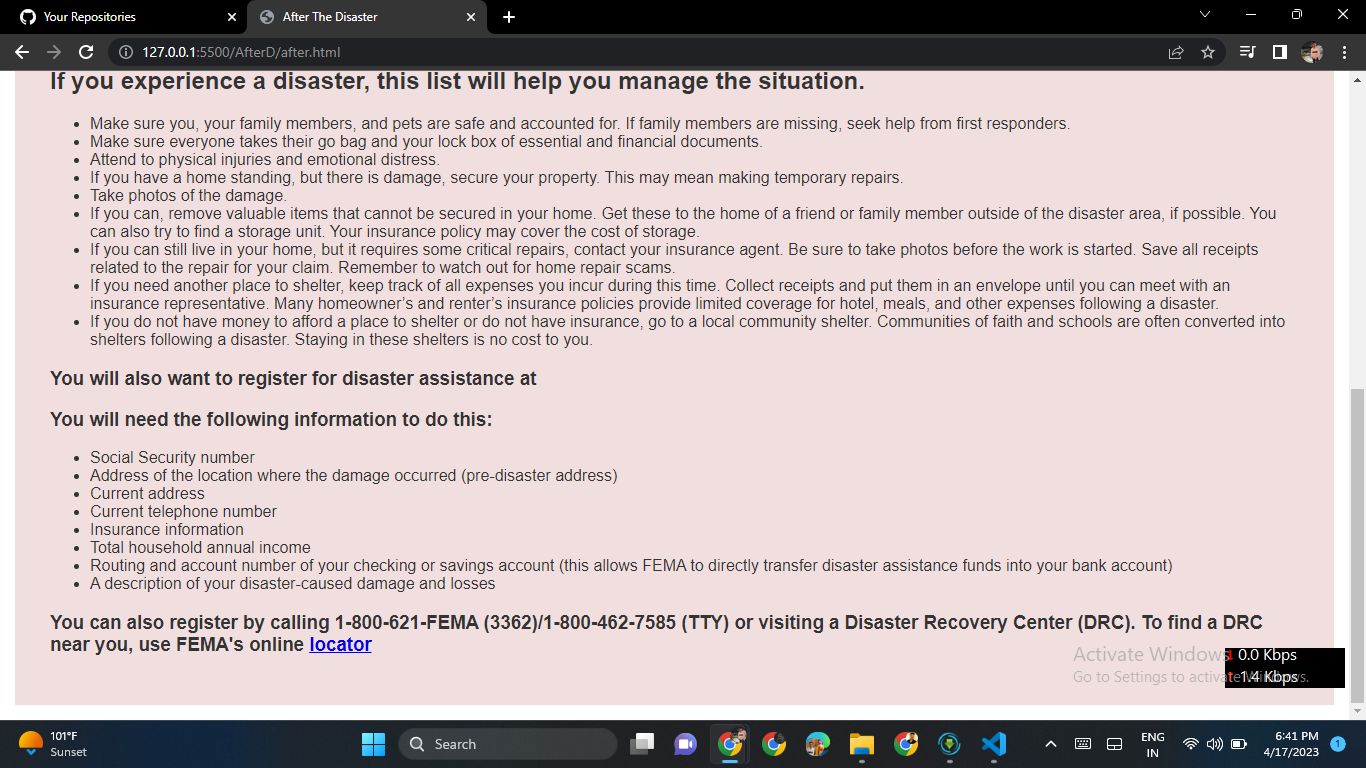 Your Repositories
After The Disaster
127.0.0.1:5500/AfterD/after.html
If you experience a disaster, this list will help you manage the situation.
• Make sure you, your family members, and pets are safe and accounted for. If family members are missing, seek help from first responders.
• Make sure everyone takes their go bag and your lock box of essential and financial documents.
• Attend to physical injuries and emotional distress.
• If you have a home standing, but there is damage, secure your property. This may mean making temporary repairs.
• Take photos of the damage.
• If you can, remove valuable items that cannot be secured in your home. Get these to the home of a friend or family member outside of the disaster area, if possible. You
can also try to find a storage unit. Your insurance policy may cover the cost of storage.
• If you can still live in your home, but it requires some critical repairs, contact your insurance agent. Be sure to take photos before the work is started. Save all receipts
related to the repair for your claim. Remember to watch out for home repair scams.
• If you need another place to shelter, keep track of all expenses you incur during this time. Collect receipts and put them in an envelope until you can meet with an
insurance representative. Many homeowner’s and renter’s insurance policies provide limited coverage for hotel, meals, and other expenses following a disaster.
• If you do not have money to afford a place to shelter or do not have insurance, go to a local community shelter. Communities of faith and schools are often converted into
shelters following a disaster. Staying in these shelters is no cost to you.
You will also want to register for disaster assistance at
You will need the following information to do this:
• Social Security number
• Address of the location where the damage occurred (pre-disaster address)
• Current address
• Current telephone number
• Insurance information
• Total household annual income
• Routing and account number of your checking or savings account (this allows FEMA to directly transfer disaster assistance funds into your bank account)
• A description of your disaster-caused damage and losses
You can also register by calling 1-800-621-FEMA (3362)/1-800-462-7585 (TTY) or visiting a Disaster Recovery Center (DRC). To find a DRC
near you, use FEMA's online locator
Activate Windows
0.0 Kbps
Go to Settings to activate Windows.
1.4 Kbps
101°F
Sunset
Search
ENG
IN
6:41 PM
4/17/2023
1